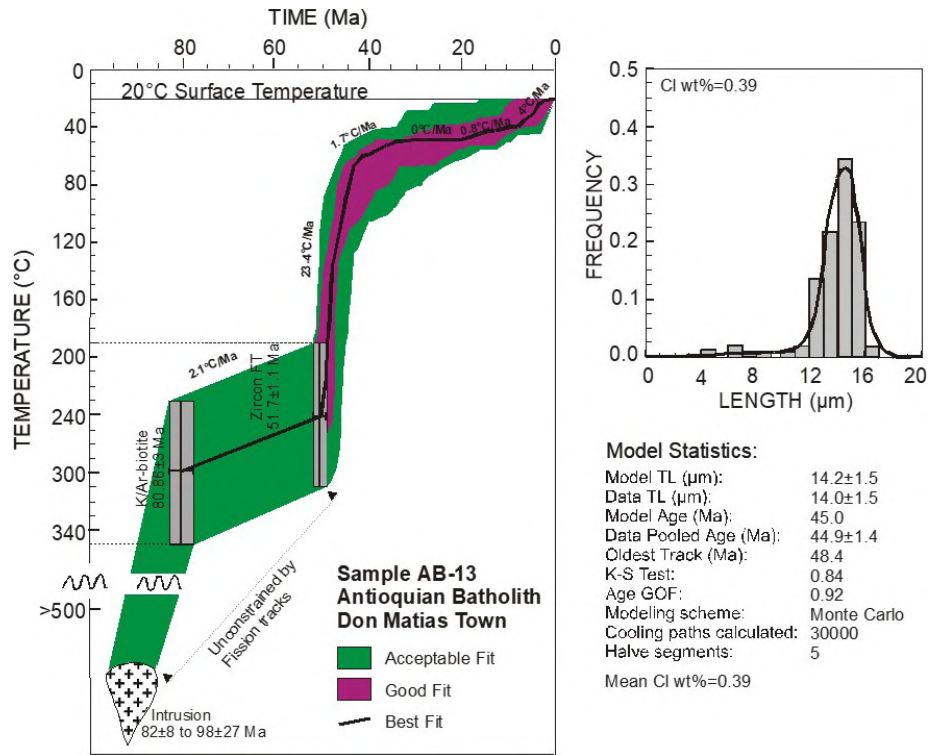 TIME (Ma)
80 60 40 20 0
TEMPERATURE (°C)
0
40
80
120
160
200
240
300
340
>500
20°C Surface Temperature
4°C/Ma
0.8°C/Ma
0°C/Ma
1.7°C/Ma
23-4°C/Ma
2.1°C/Ma
Zircon FT
51.7±1.1 Ma
K/Ar-biotite
80.86±3 Ma
Unconstrained by
Fission tracks
Intrusion
82±8 to 98±27 Ma
Sample AB-13
Antioquian Batholith
Don Matias Town
Acceptable Fit
Good Fit
Best Fit
Cl wt%=0.39
FREQUENCY
0.5
0.4
0.3
0.2
0.1
0.0
0 4 8 12 16 20
LENGTH (µm)
Model Statistics:
Model TL (µm): 14.2±1.5
Data TL (µm): 14.0±1.5
Model Age (Ma): 45.0
Data Pooled Age (Ma): 44.9±1.4
Oldest Track (Ma): 48.4
K-S Test: 0.84
Age GOF: 0.92
Modeling scheme: Monte Carlo
Cooling paths calculated: 30000
Halve segments: 5
Mean Cl wt%=0.39